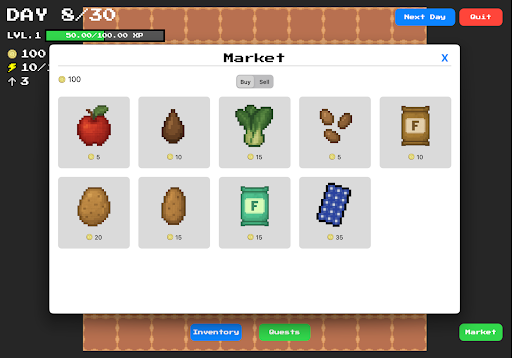 DAY 8/30
Next Day
Quit
LVL.1
50.00/100.00 XP
100
10/
3
Market
X
100
Buy
Sell
5
10
15
5
F
10
20
15
F
15
35
Inventory
Quests
Market